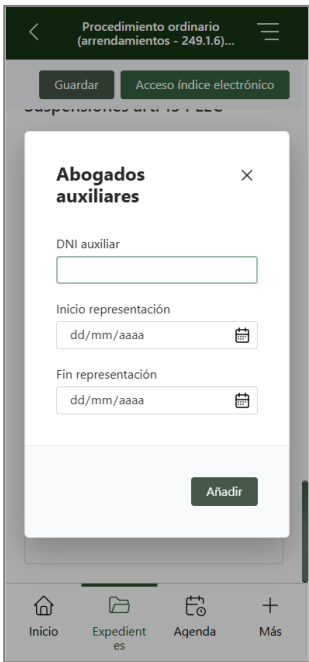 Procedimiento ordinario
(arrendamientos - 249.1.6)...
Guardar
Acceso índice electrónico
Abogados
auxiliares
DNI auxiliar
Inicio representación
dd/mm/aaaa
Fin representación
dd/mm/aaaa
Añadir
Inicio
Expedient
es
Agenda
Más